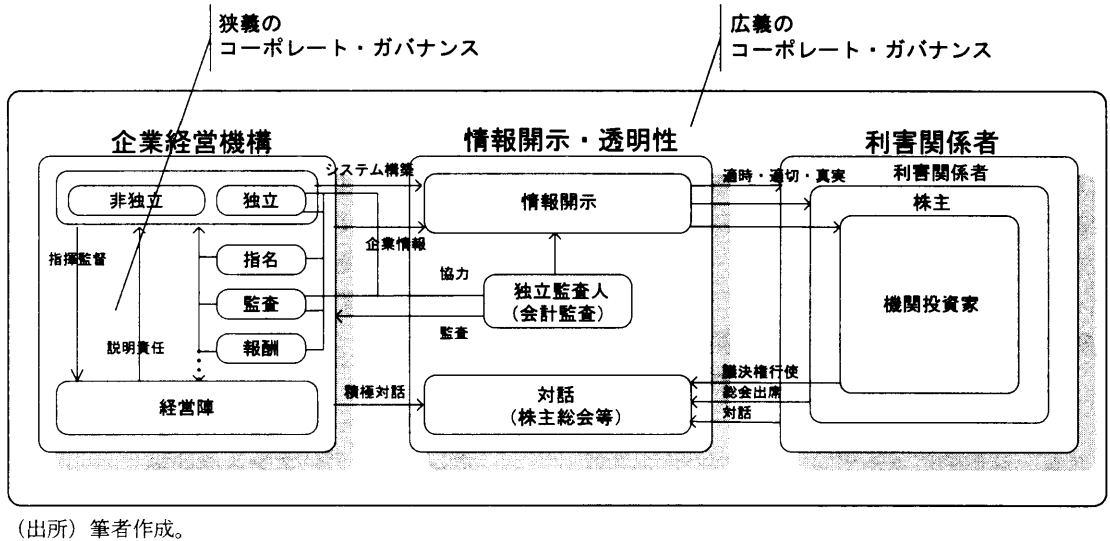 狭義の
コーポレート・ガバナンス
広義の
コーポレート・ガバナンス
企業経営機構
情報開示・透明性
利害関係者
非独立
独立
指揮監督
説明責任
指名
監査
報酬
経営陣
システム構築
企業情報
協力
監査
積極対話
情報開示
独立監査人
(会計監査)
対話
(株主総会等)
適時・適切・真実
議決権行使
総会出席
対話
利害関係者
株主
機関投資家
(出所) 筆者作成。